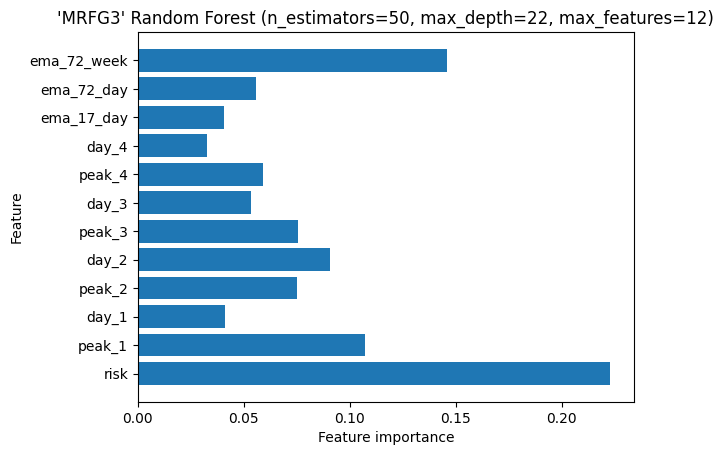 'MRFG3' Random Forest (n_estimators=50, max_depth=22, max_features=12)
ema_72_week
ema_72_day
ema_17_day
day_4
peak_4
day_3
peak_3
day_2
peak_2
day_1
peak_1
risk
Feature
0.00 0.05 0.10 0.15 0.20
Feature importance